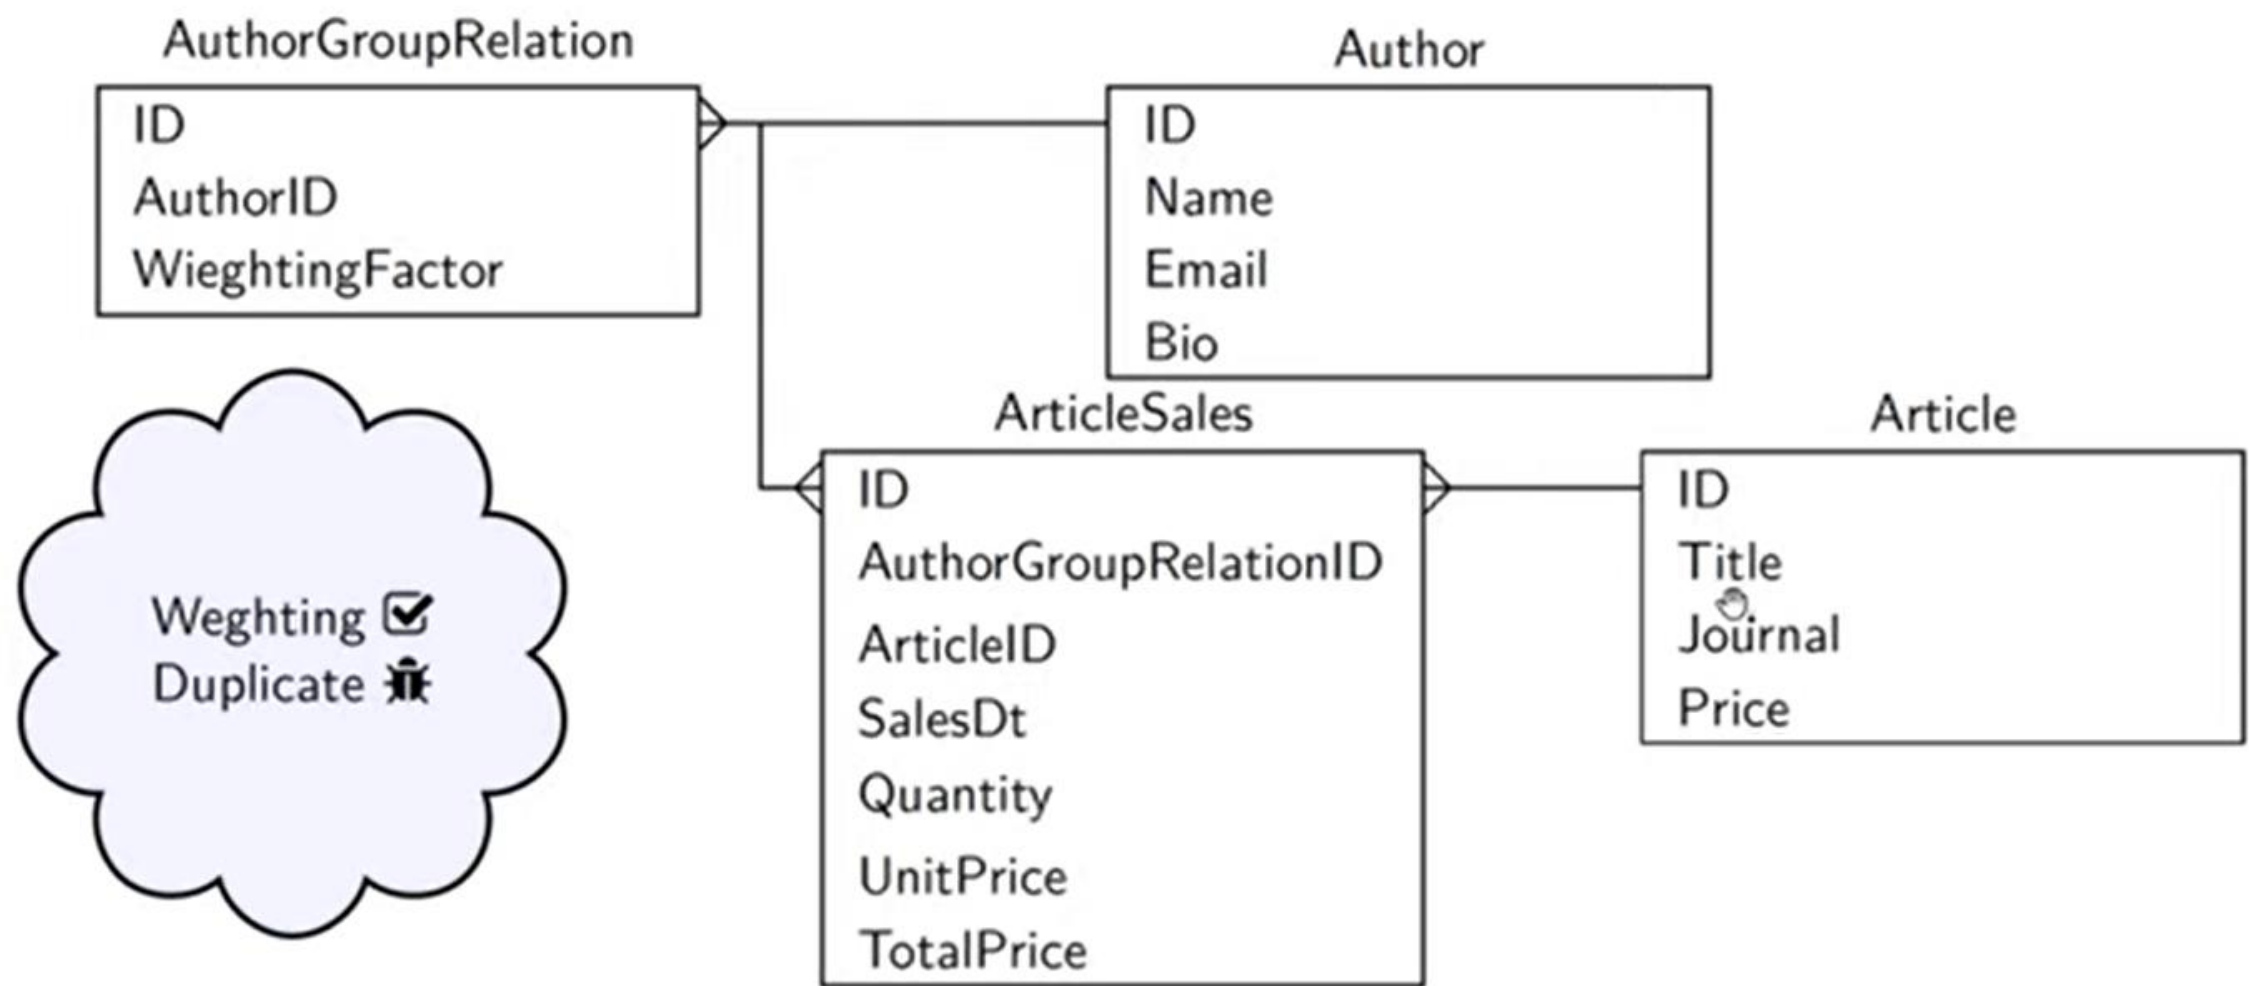 AuthorGroupRelation
ID
AuthorID
WieghtingFactor
Author
ID
Name
Email
Bio
Weghting
Duplicate
ArticleSales
ID
AuthorGroupRelationID
ArticleID
SalesDt
Quantity
UnitPrice
TotalPrice
Article
ID
Title
Journal
Price